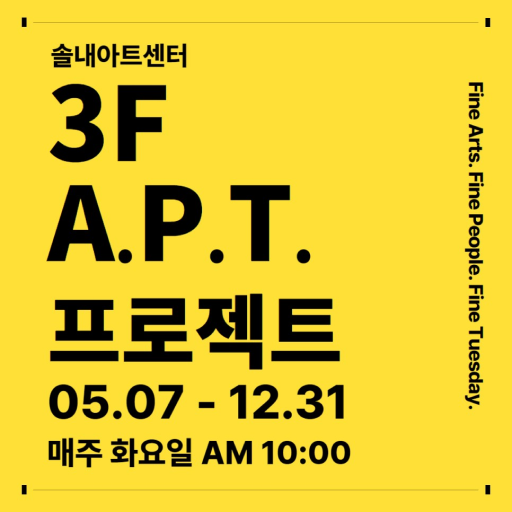 솔내아트센터
3F
A.P.T.
프로젝트
05.07 - 12.31
매주 화요일 AM 10:00
Fine Arts. Fine People. Fine Tuesday.